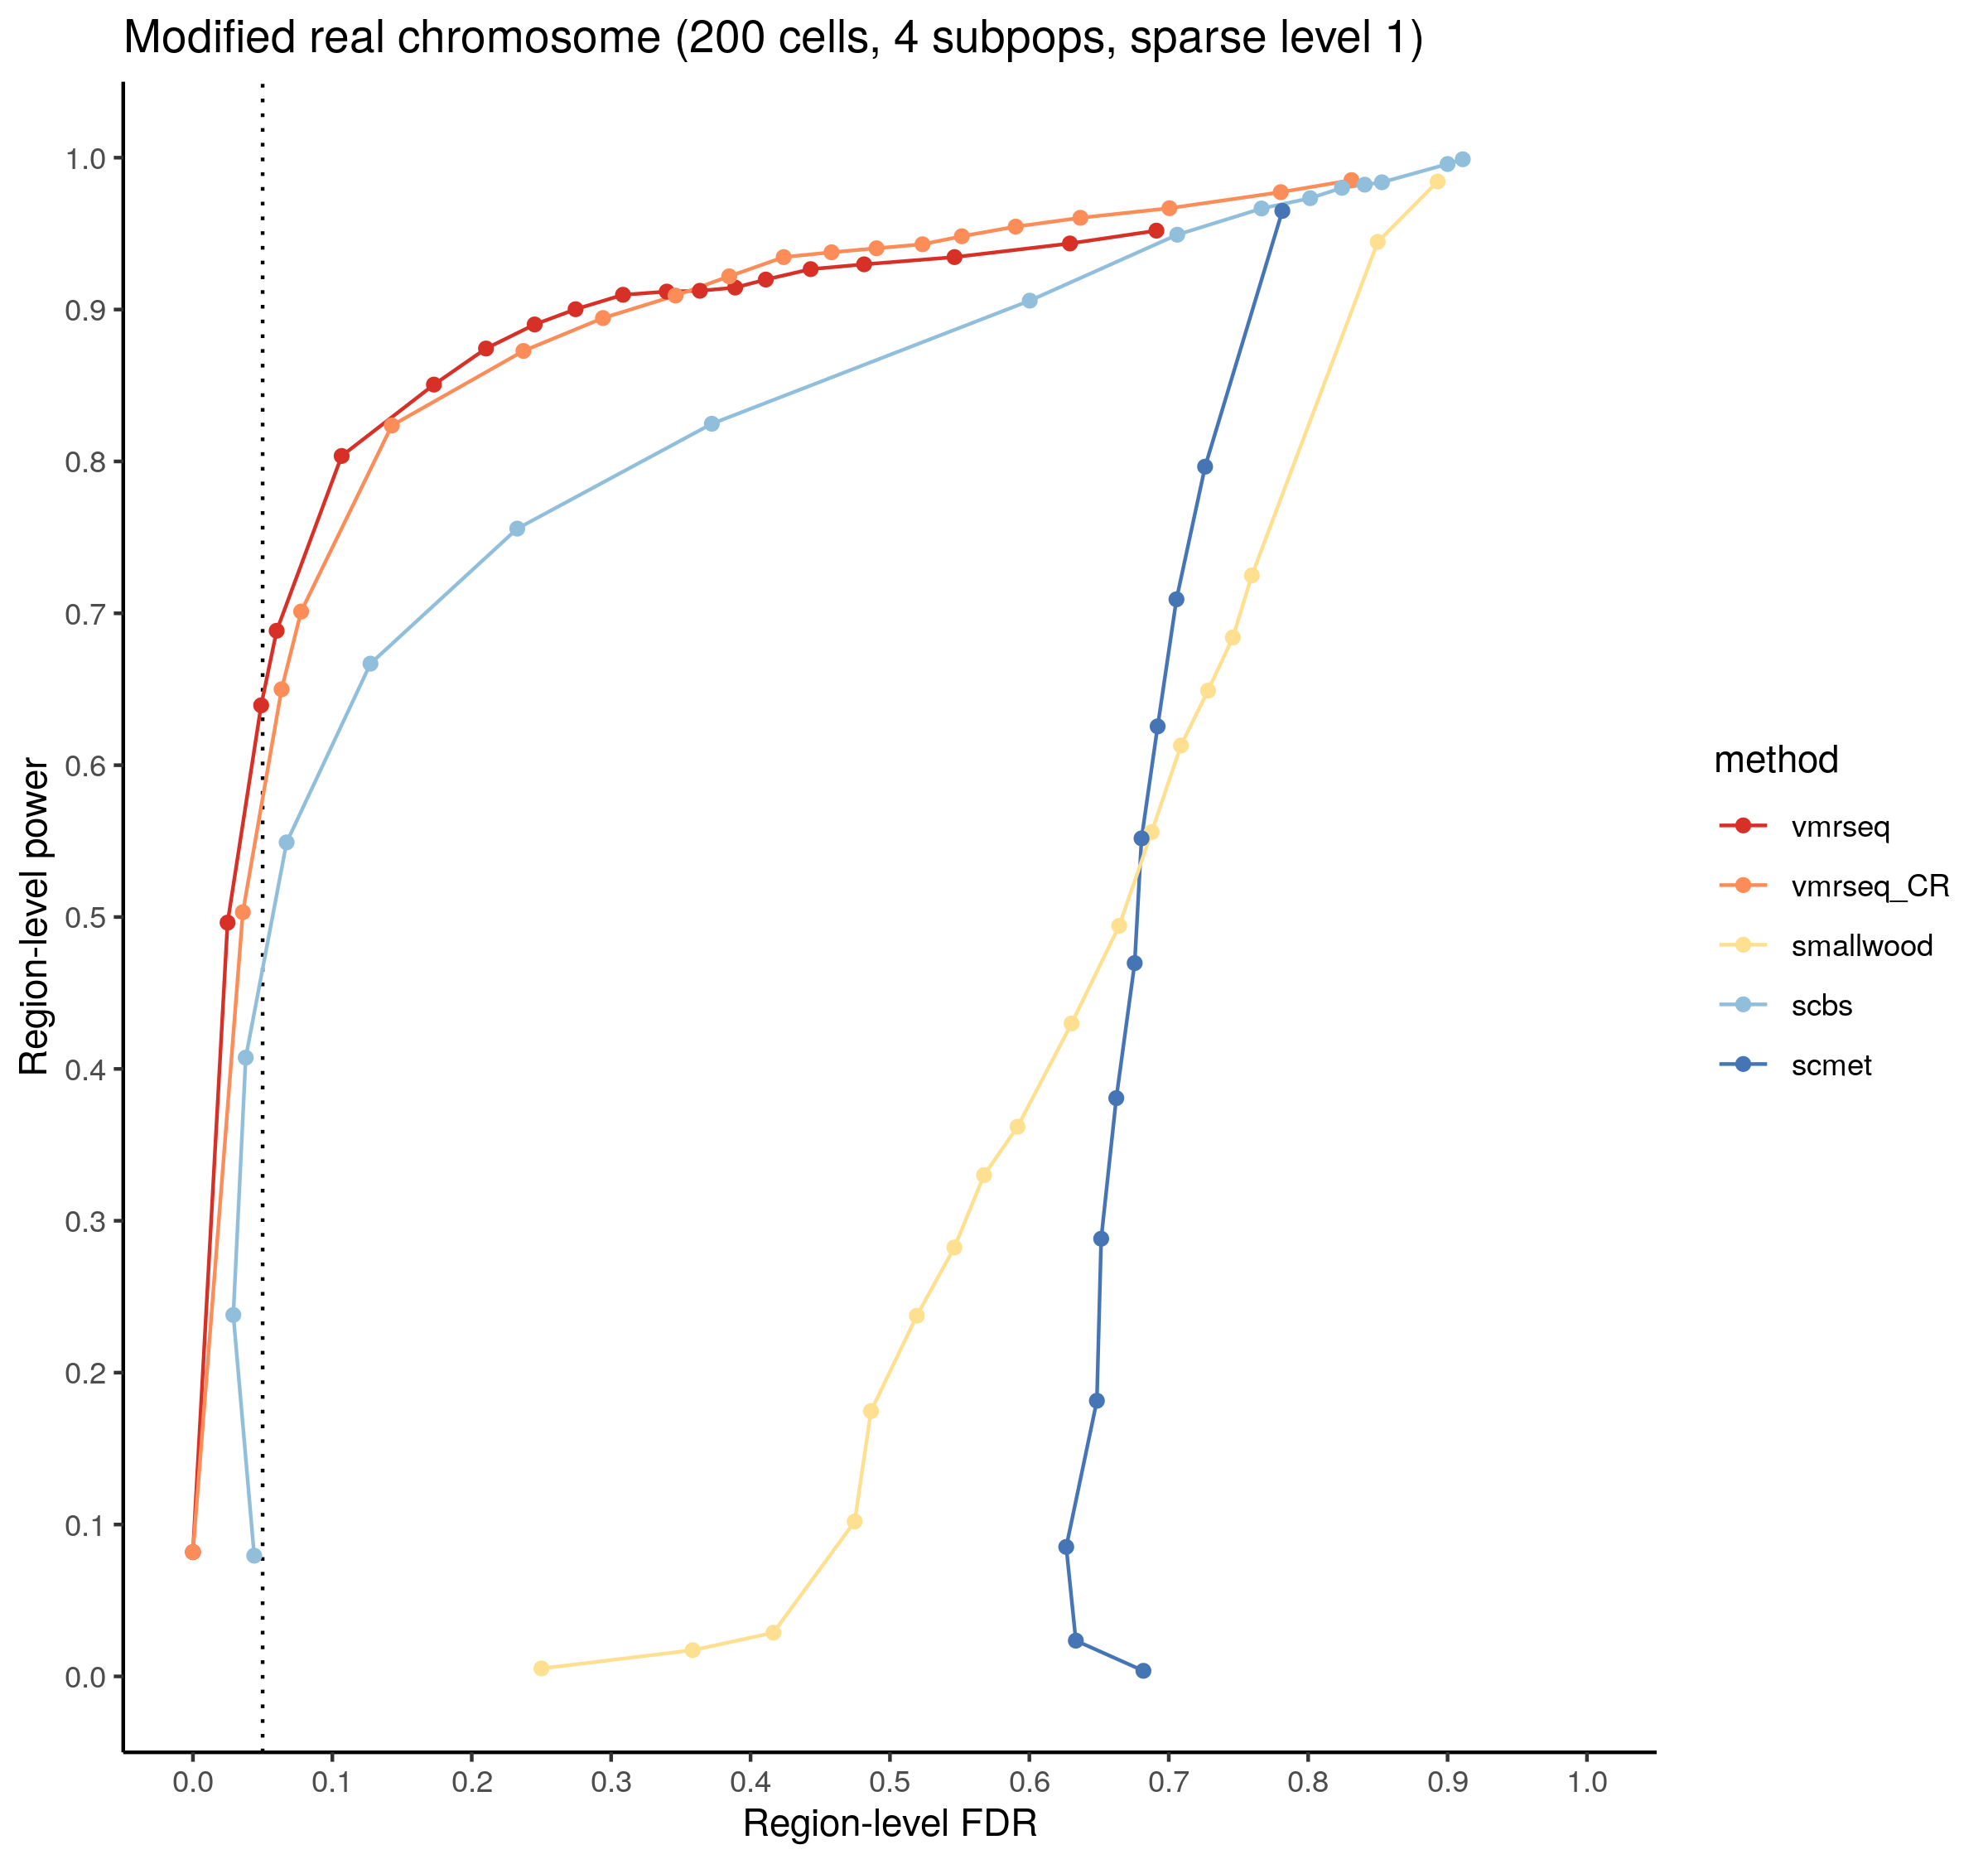 Modified real chromosome (200 cells, 4 subpops, sparse level 1)
Region-level power
1.0
0.9
0.8
0.7
0.6
0.5
0.4
0.3
0.2
0.1
0.0
0.0 0.1 0.2 0.3 0.4 0.5 0.6 0.7 0.8 0.9 1.0
Region-level FDR
method
vmrseq
vmrseq_CR
smallwood
scbs
scmet